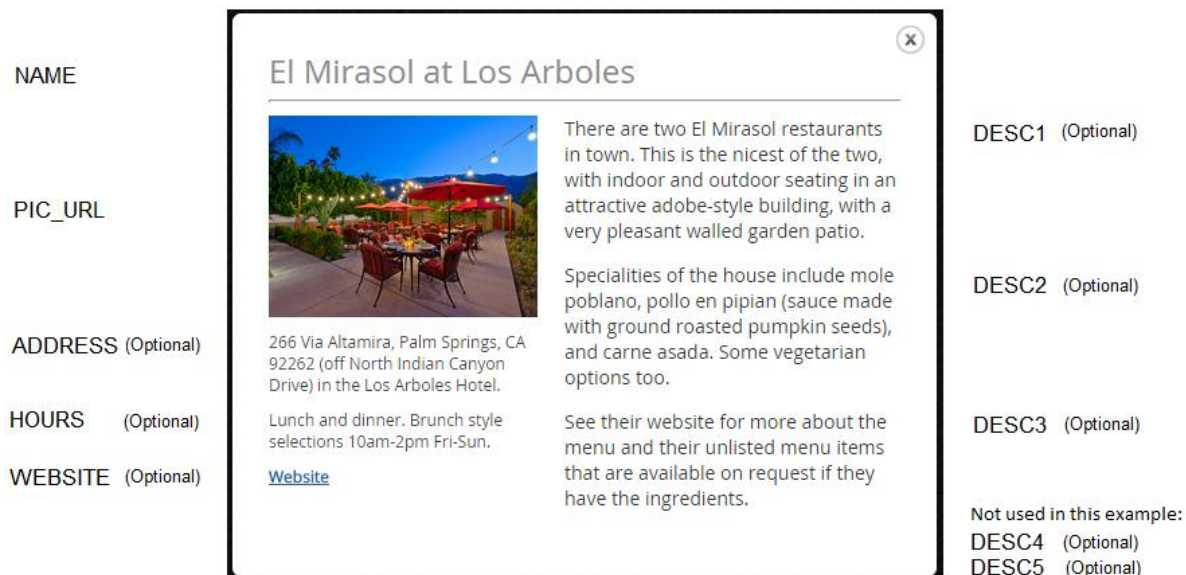 NAME
PIC_URL
ADDRESS (Optional)
HOURS (Optional)
WEBSITE (Optional)
x
El Mirasol at Los Arboles
266 Via Altamira, Palm Springs, CA
92262 (off North Indian Canyon
Drive) in the Los Arboles Hotel.
Lunch and dinner. Brunch style
selections 10am-2pm Fri-Sun.
Website
There are two El Mirasol restaurants
in town. This is the nicest of the two,
with indoor and outdoor seating in an
attractive adobe-style building, with a
very pleasant walled garden patio.
Specialities of the house include mole
poblano, pollo en pipian (sauce made
with ground roasted pumpkin seeds),
and carne asada. Some vegetarian
options too.
See their website for more about the
menu and their unlisted menu items
that are available on request if they
have the ingredients.
DESC1 (Optional)
DESC2 (Optional)
DESC3 (Optional)
Not used in this example:
DESC4 (Optional)
DESC5 (Optional)